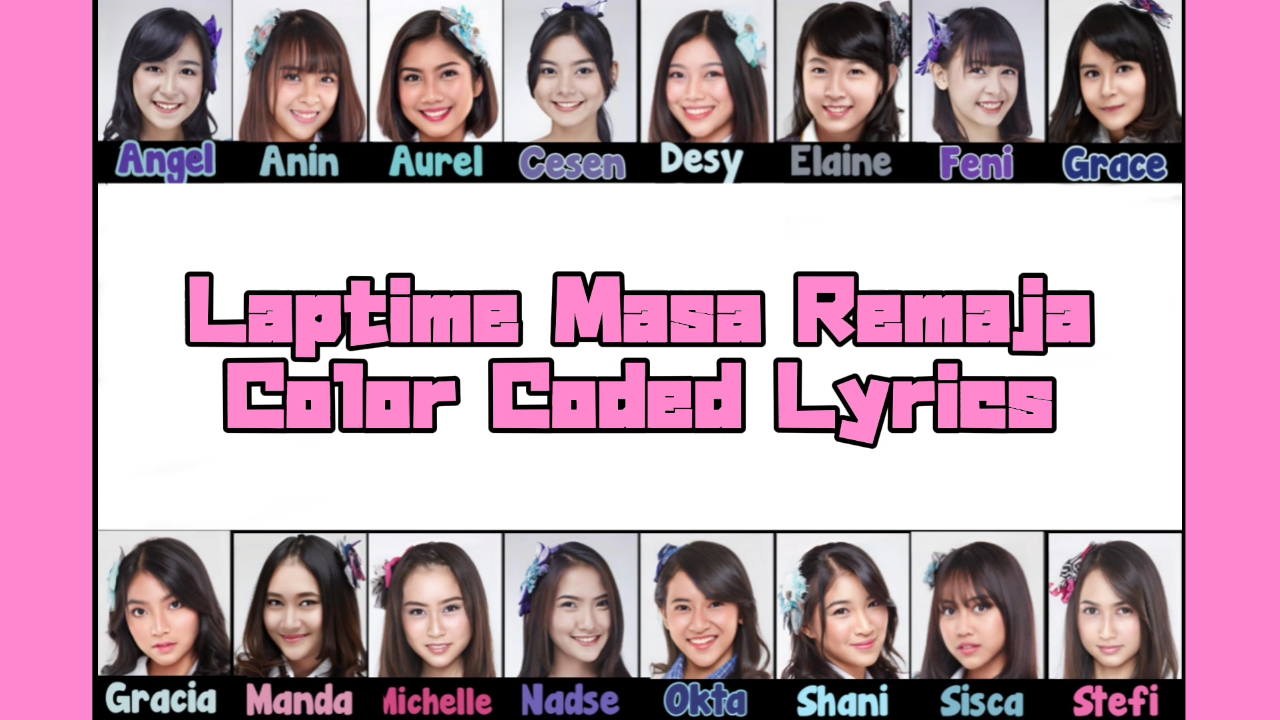 Angel Anin Aurel Cesen Desy Elaine Feni Grace
Laptime Masa Remaja
Color Coded Lyrics
Gracia Manda Michelle Nadse Okta Shani Sisca Stefi